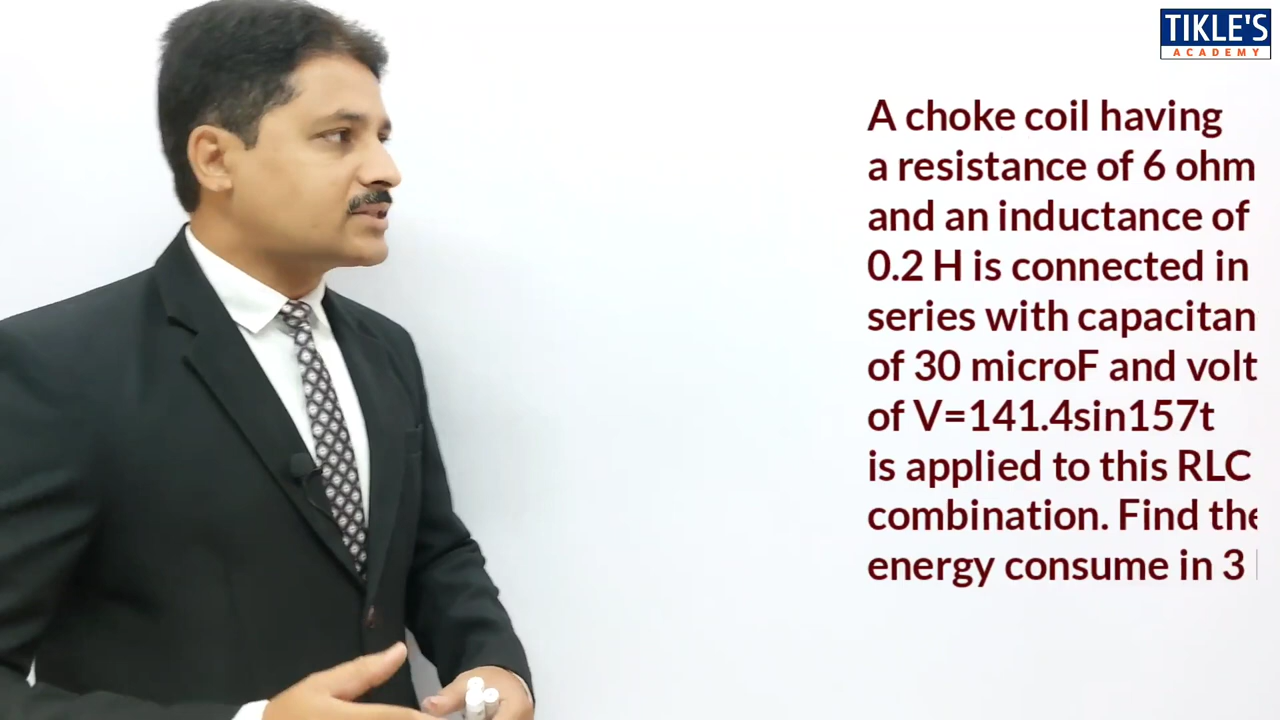 TIKLE'S
ACADEMY
A choke coil having
a resistance of 6 ohm
and an inductance of
0.2 H is connected in
series with capacitan
of 30 microF and volt
of V=141.4sin157t
is applied to this RLC
combination. Find the
energy consume in 3